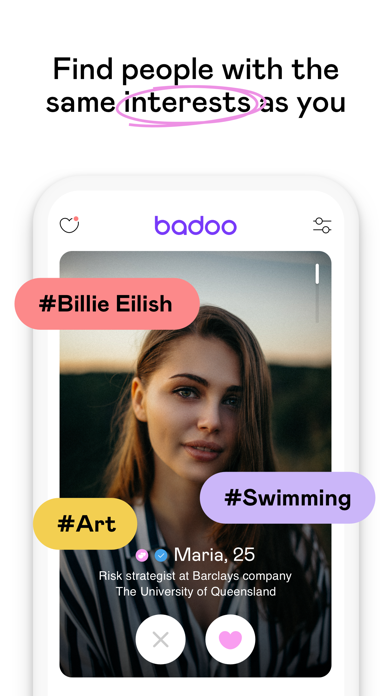 Find people with the
same interests as you
badoo
#Billie Eilish
#Swimming
#Art
Maria, 25
Risk strategist at Barclays company
The University of Queensland